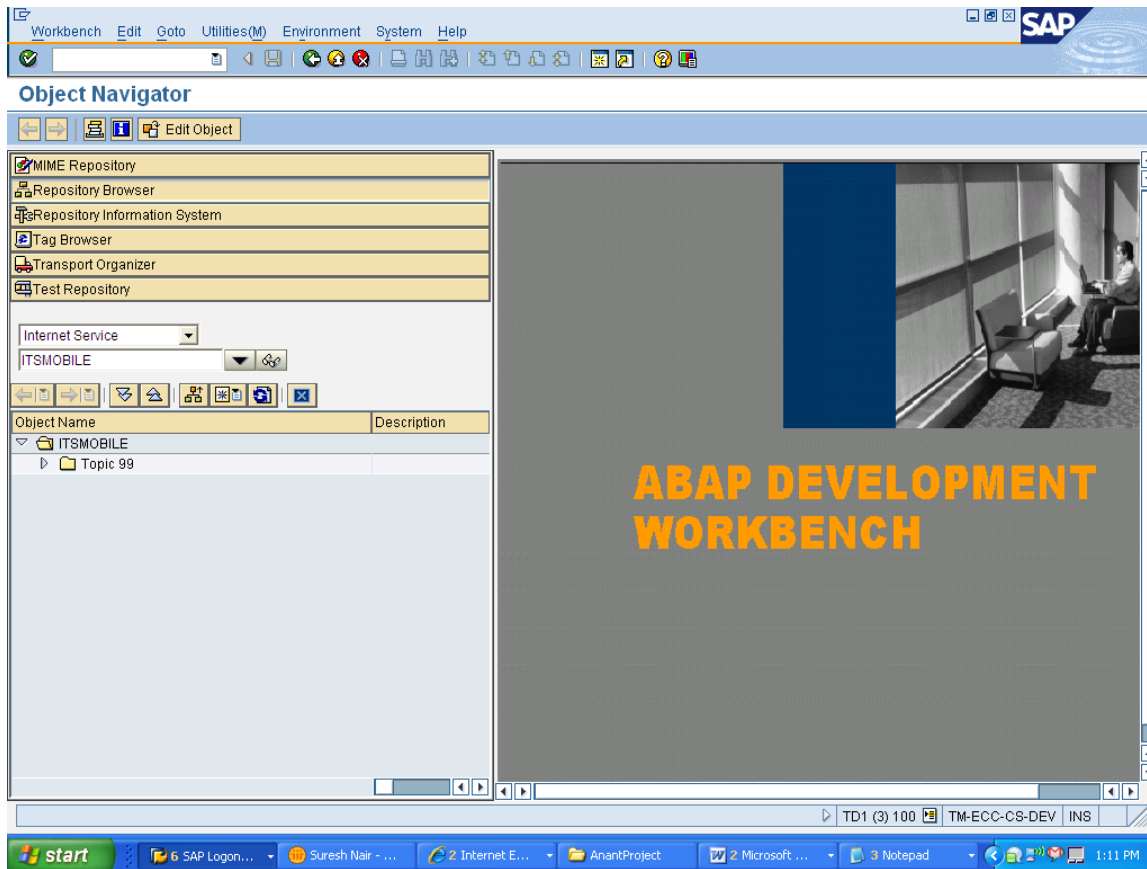 Workbench Edit Goto Utilities(M) Environment System Help
SAP
Object Navigator
Edit Object
MIME Repository
Repository Browser
Repository Information System
Tag Browser
Transport Organizer
Test Repository
Internet Service
ITSMOBILE
Object Name Description
ITSMOBILE
Topic 99
ABAP DEVELOPMENT
WORKBENCH
TD1 (3) 100 TM-ECC-CS-DEV INS
start 6 SAP Logon... Suresh Nair - ... 2 Internet E... AnantProject 2 Microsoft ... 3 Notepad 1:11 PM